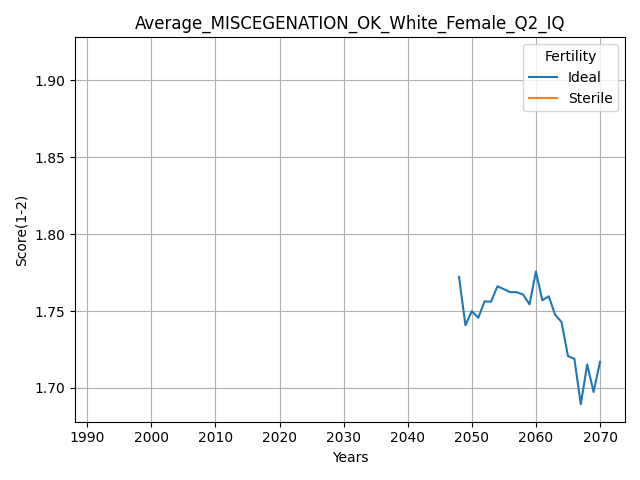 Average_MISCEGENATION_OK_White_Female_Q2_IQ
Fertility
Ideal
Sterile
Score(1-2)
1.90
1.85
1.80
1.75
1.70
1990 2000 2010 2020 2030 2040 2050 2060 2070
Years